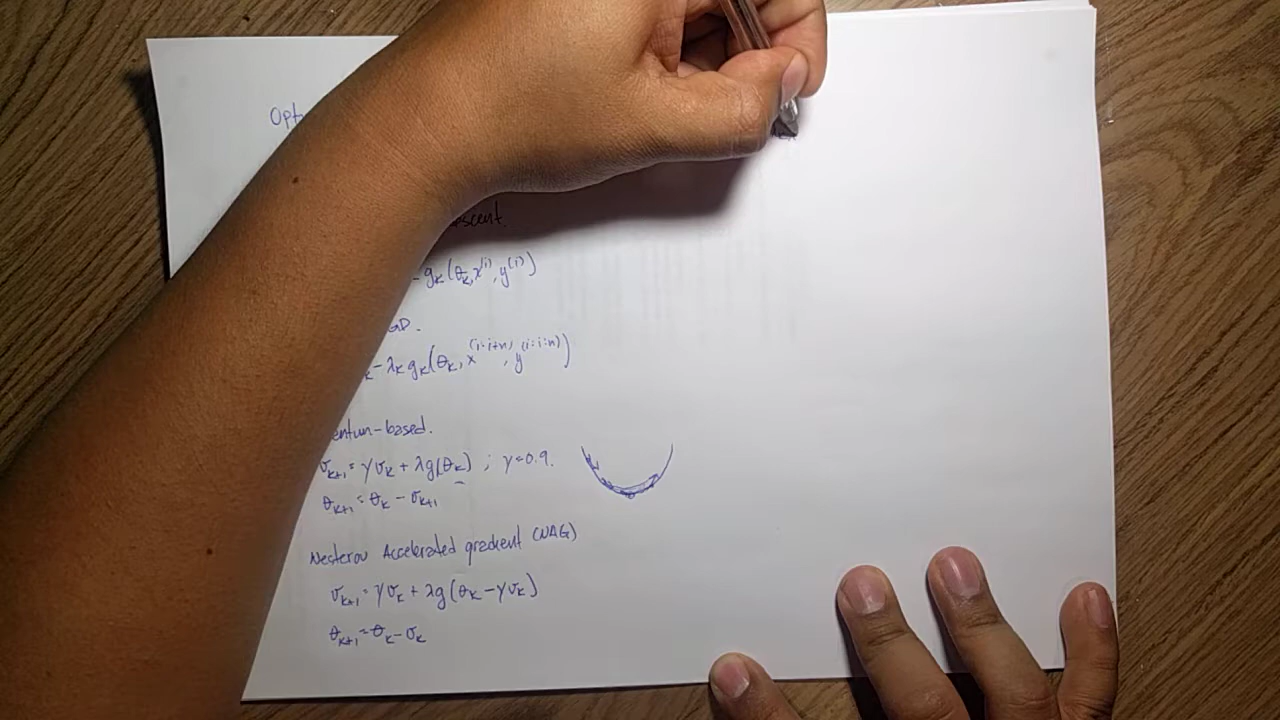 Opt
escent.
- gₖ(θₖ, x⁽ⁱ⁾, y⁽ⁱ⁾)
GD.
ₖ - λₖ gₖ(θₖ, x⁽ⁱ:ⁱ⁺ⁿ⁾, y⁽ⁱ:ⁱ:ⁿ⁾)
entum-based.
vₖ₊₁ = γvₖ + λg(θₖ) ; γ=0.9.
θₖ₊₁ = θₖ - vₖ₊₁
Nesterov Accelerated gradient (NAG)
vₖ₊₁ = γvₖ + λg(θₖ - γvₖ)
θₖ₊₁ = θₖ - vₖ